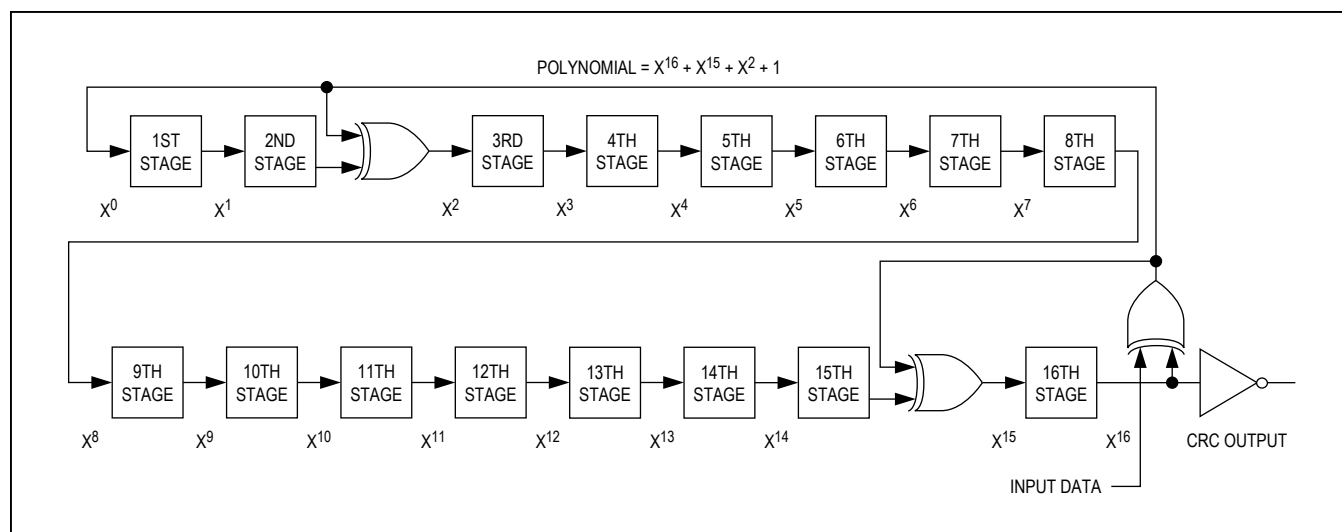 POLYNOMIAL = X¹⁶ + X¹⁵ + X² + 1
1ST STAGE
2ND STAGE
3RD STAGE
4TH STAGE
5TH STAGE
6TH STAGE
7TH STAGE
8TH STAGE
X⁰
X¹
X²
X³
X⁴
X⁵
X⁶
X⁷
9TH STAGE
10TH STAGE
11TH STAGE
12TH STAGE
13TH STAGE
14TH STAGE
15TH STAGE
16TH STAGE
X⁸
X⁹
X¹⁰
X¹¹
X¹²
X¹³
X¹⁴
X¹⁵
X¹⁶
CRC OUTPUT
INPUT DATA